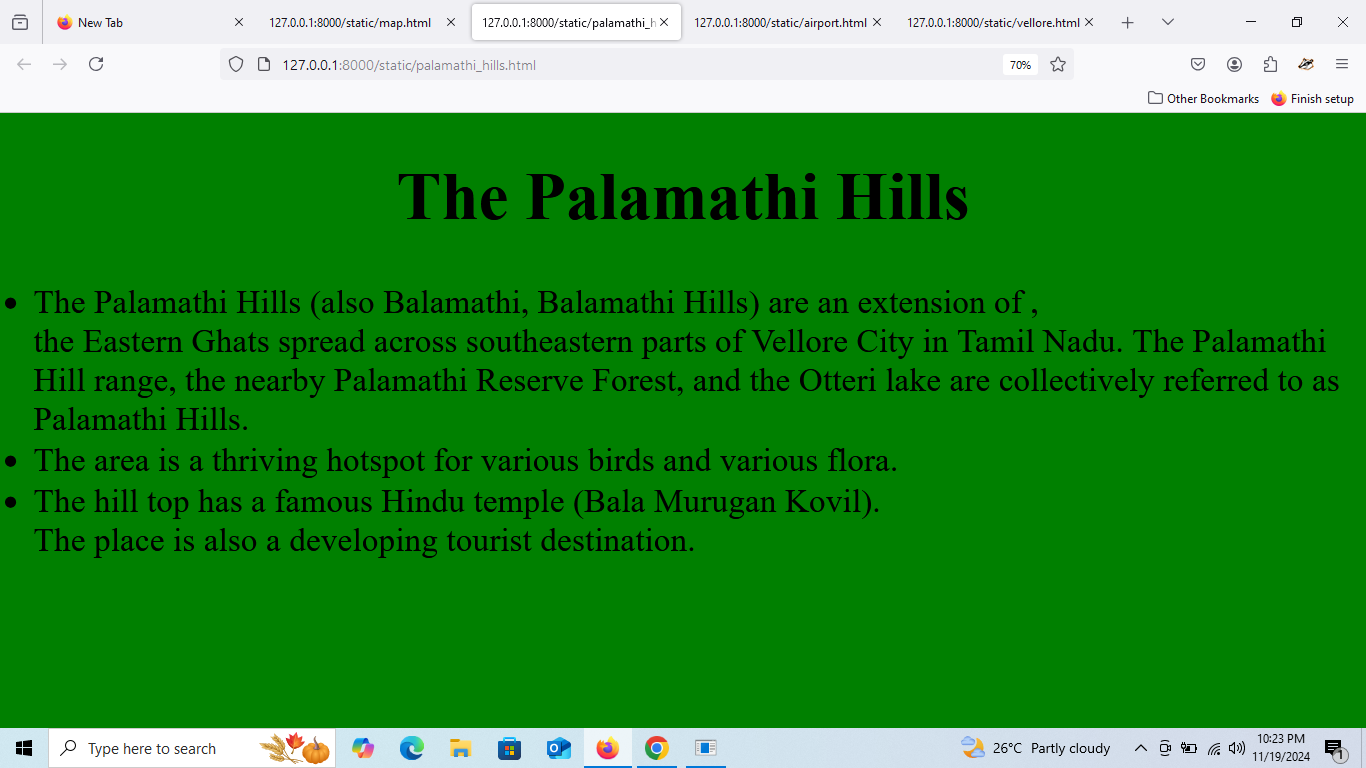 New Tab
127.0.0.1:8000/static/map.html
127.0.0.1:8000/static/palamathi_h
127.0.0.1:8000/static/airport.html
127.0.0.1:8000/static/vellore.html
127.0.0.1:8000/static/palamathi_hills.html
70%
Other Bookmarks
Finish setup
The Palamathi Hills
• The Palamathi Hills (also Balamathi, Balamathi Hills) are an extension of ,
the Eastern Ghats spread across southeastern parts of Vellore City in Tamil Nadu. The Palamathi
Hill range, the nearby Palamathi Reserve Forest, and the Otteri lake are collectively referred to as
Palamathi Hills.
• The area is a thriving hotspot for various birds and various flora.
• The hill top has a famous Hindu temple (Bala Murugan Kovil).
The place is also a developing tourist destination.
Type here to search
26°C Partly cloudy
10:23 PM
11/19/2024
1